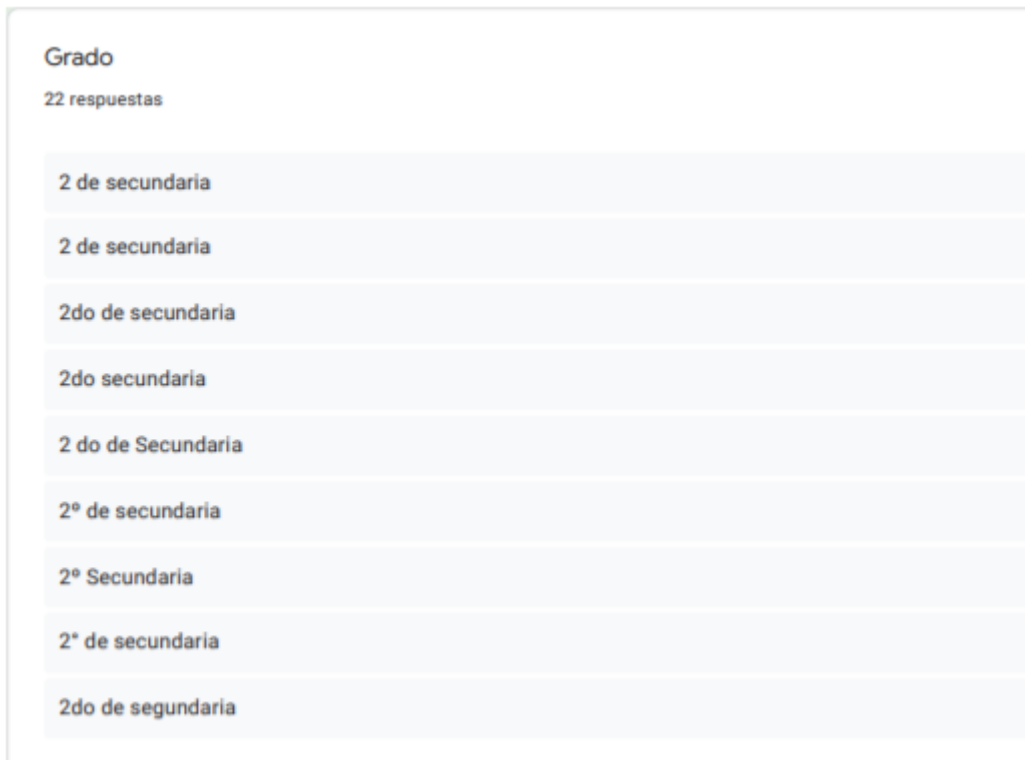 Grado
22 respuestas
2 de secundaria
2 de secundaria
2do de secundaria
2do secundaria
2 do de Secundaria
2º de secundaria
2º Secundaria
2° de secundaria
2do de segundaria